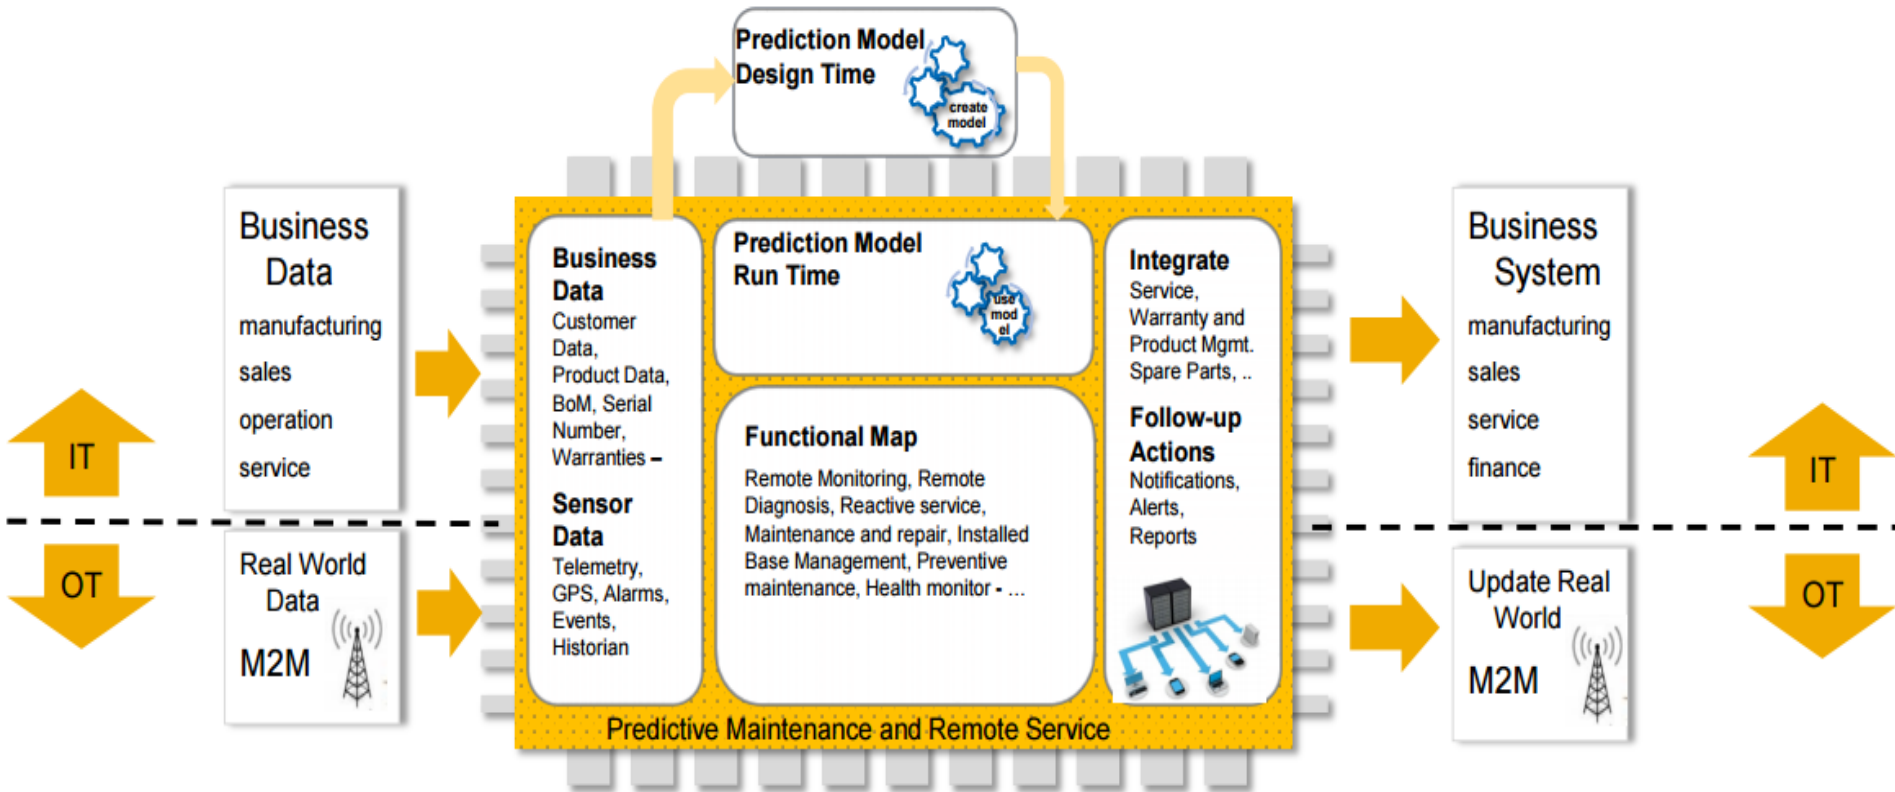 Prediction Model
Design Time
create
model
Business
Data
manufacturing
sales
operation
service
IT
OT
Real World
Data
M2M
Business
Data
Customer
Data,
Product Data,
BoM, Serial
Number,
Warranties –
Sensor
Data
Telemetry,
GPS, Alarms,
Events,
Historian
Prediction Model
Run Time
use
mod
el
Functional Map
Remote Monitoring, Remote
Diagnosis, Reactive service,
Maintenance and repair, Installed
Base Management, Preventive
maintenance, Health monitor - ...
Integrate
Service,
Warranty and
Product Mgmt.
Spare Parts, ..
Follow-up
Actions
Notifications,
Alerts,
Reports
Predictive Maintenance and Remote Service
Business
System
manufacturing
sales
service
finance
Update Real
World
M2M
IT
OT